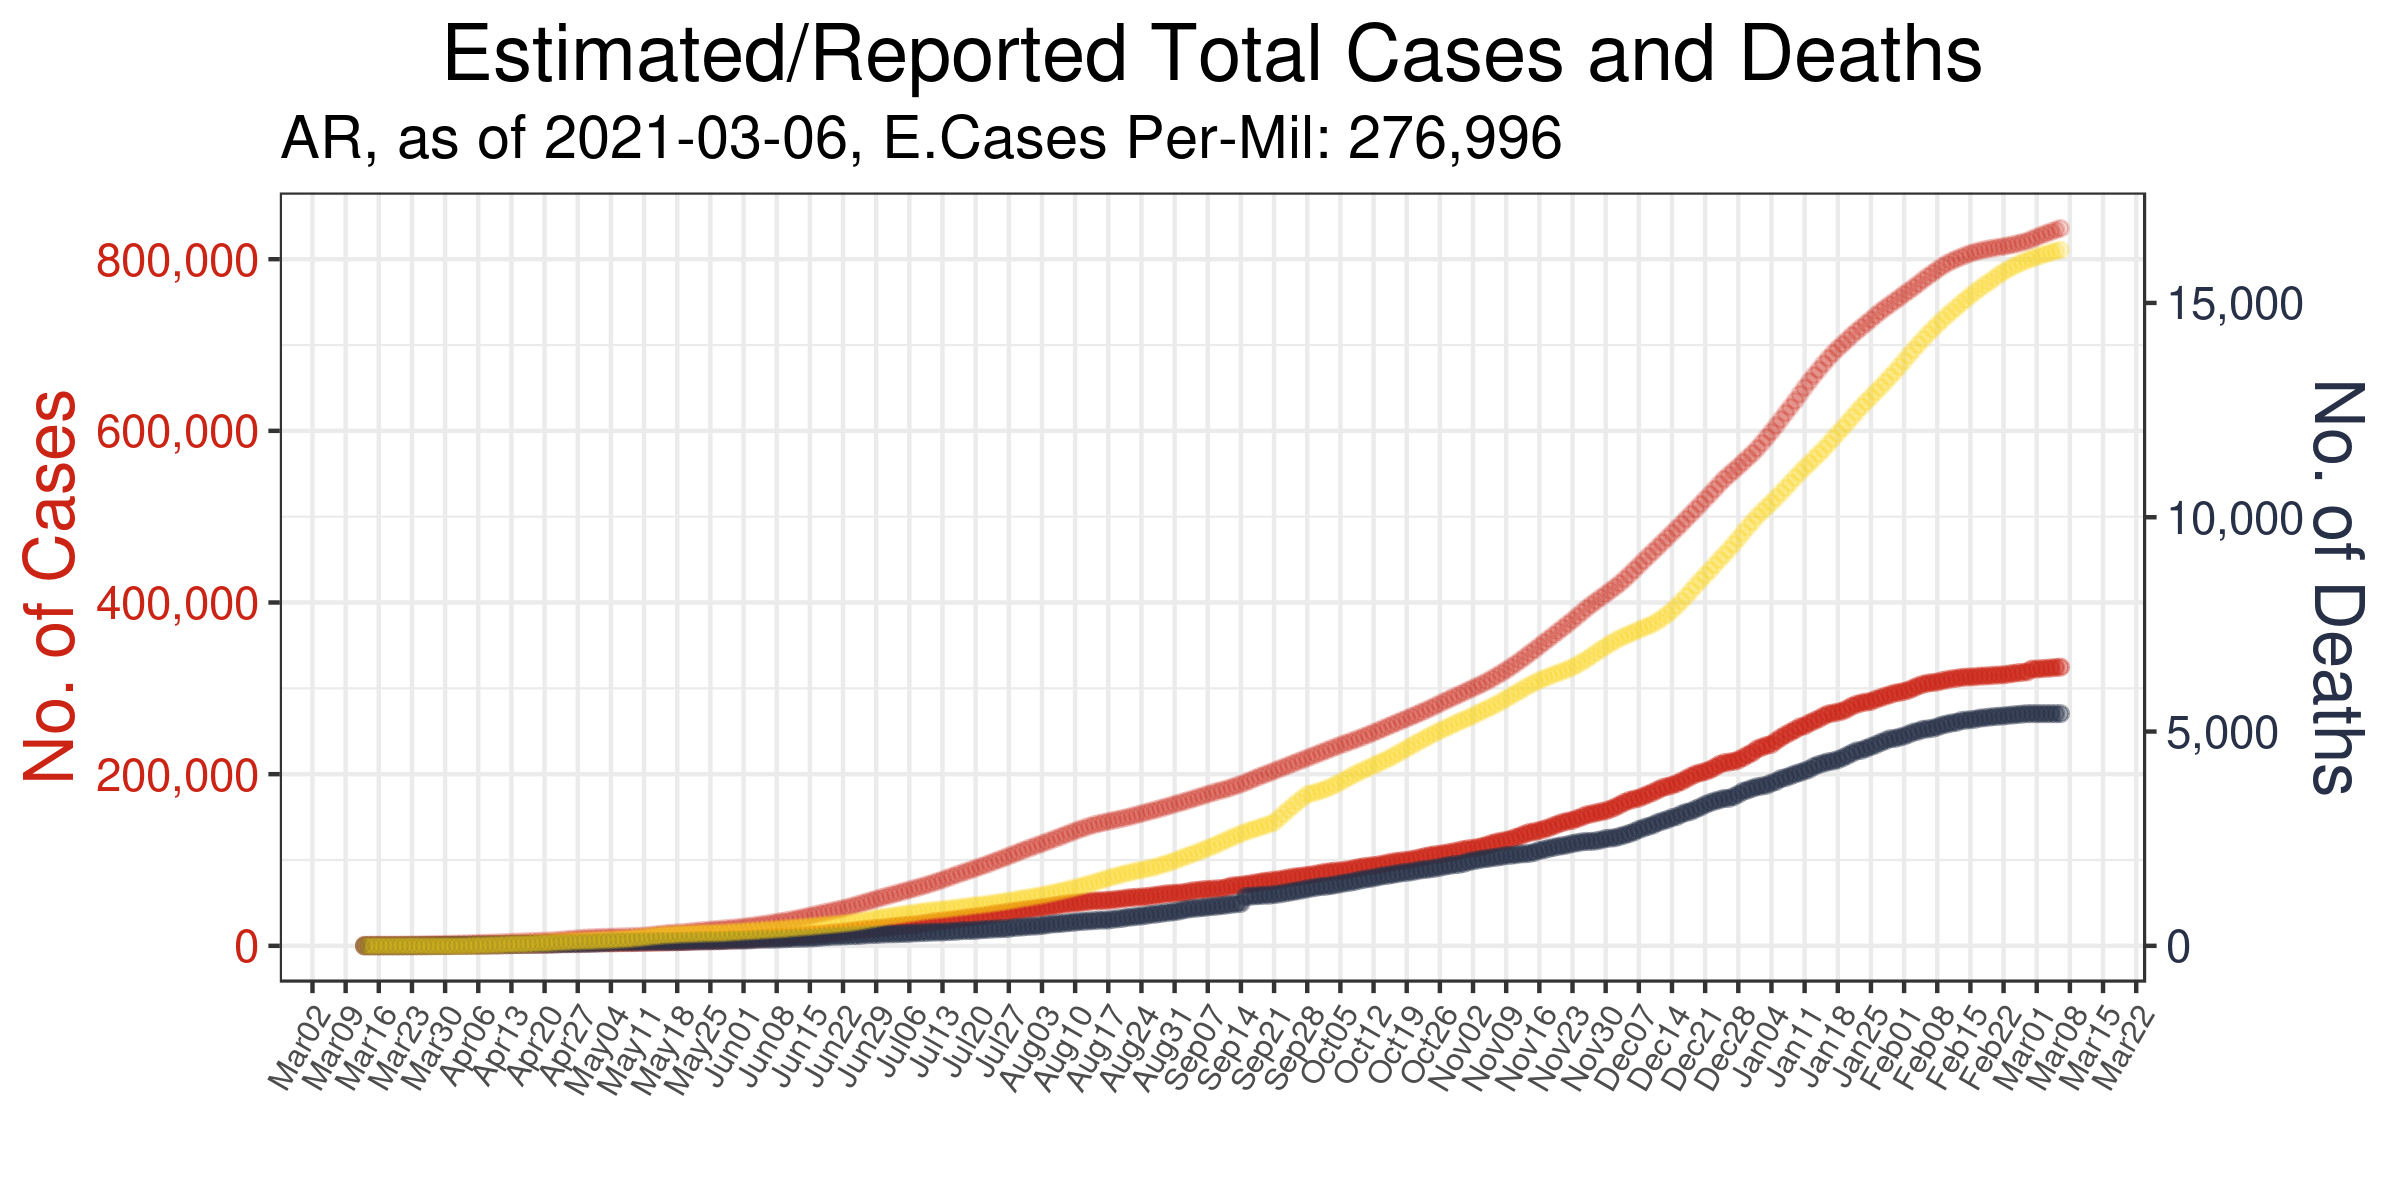 Estimated/Reported Total Cases and Deaths
AR, as of 2021-03-06, E.Cases Per-Mil: 276,996
No. of Cases
800,000
600,000
400,000
200,000
0
No. of Deaths
15,000
10,000
5,000
0
Mar02
Mar09
Mar16
Mar23
Mar30
Apr06
Apr13
Apr20
Apr27
May04
May11
May18
May25
Jun01
Jun08
Jun15
Jun22
Jun29
Jul06
Jul13
Jul20
Jul27
Aug03
Aug10
Aug17
Aug24
Aug31
Sep07
Sep14
Sep21
Sep28
Oct05
Oct12
Oct19
Oct26
Nov02
Nov09
Nov16
Nov23
Nov30
Dec07
Dec14
Dec21
Dec28
Jan04
Jan11
Jan18
Jan25
Feb01
Feb08
Feb15
Feb22
Mar01
Mar08
Mar15
Mar22